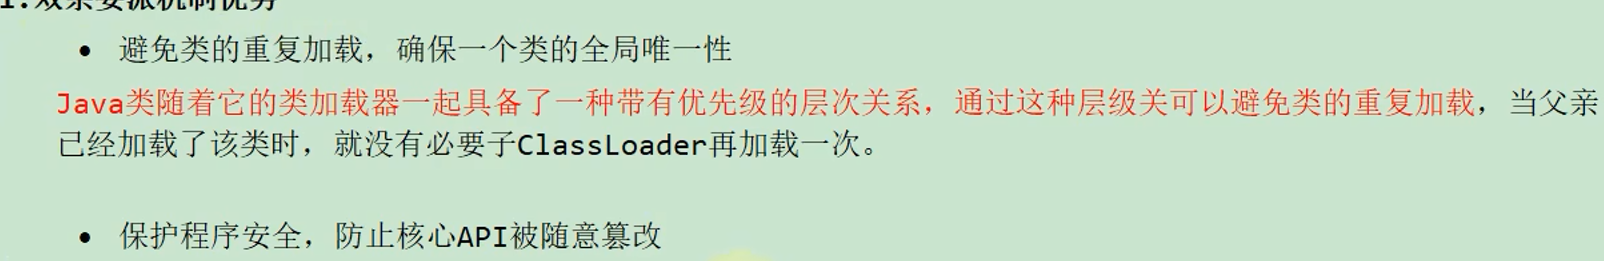 1.双亲委派机制优势
• 避免类的重复加载，确保一个类的全局唯一性
Java类随着它的类加载器一起具备了一种带有优先级的层次关系，通过这种层级关可以避免类的重复加载，当父亲
已经加载了该类时，就没有必要子ClassLoader再加载一次。
• 保护程序安全，防止核心API被随意篡改